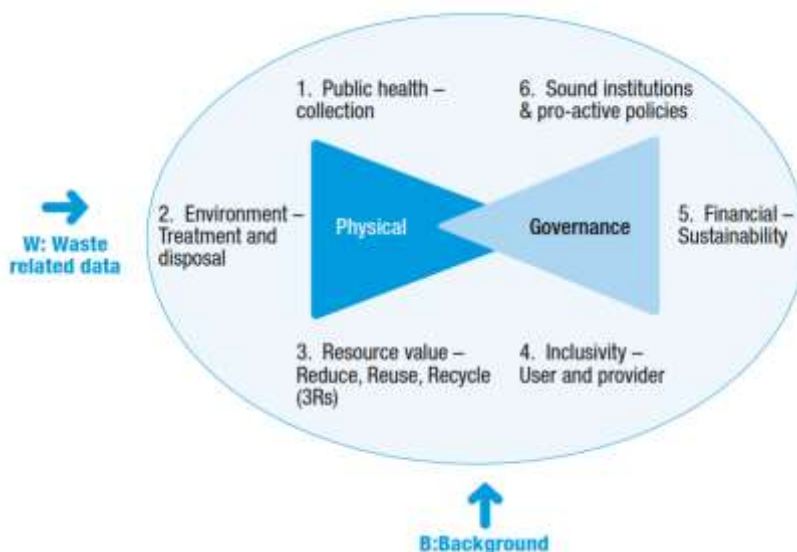 1. Public health –
collection
6. Sound institutions
& pro-active policies
W: Waste
related data
2. Environment –
Treatment and
disposal
Physical
Governance
5. Financial –
Sustainability
3. Resource value –
Reduce, Reuse, Recycle
(3Rs)
4. Inclusivity –
User and provider
B:Background